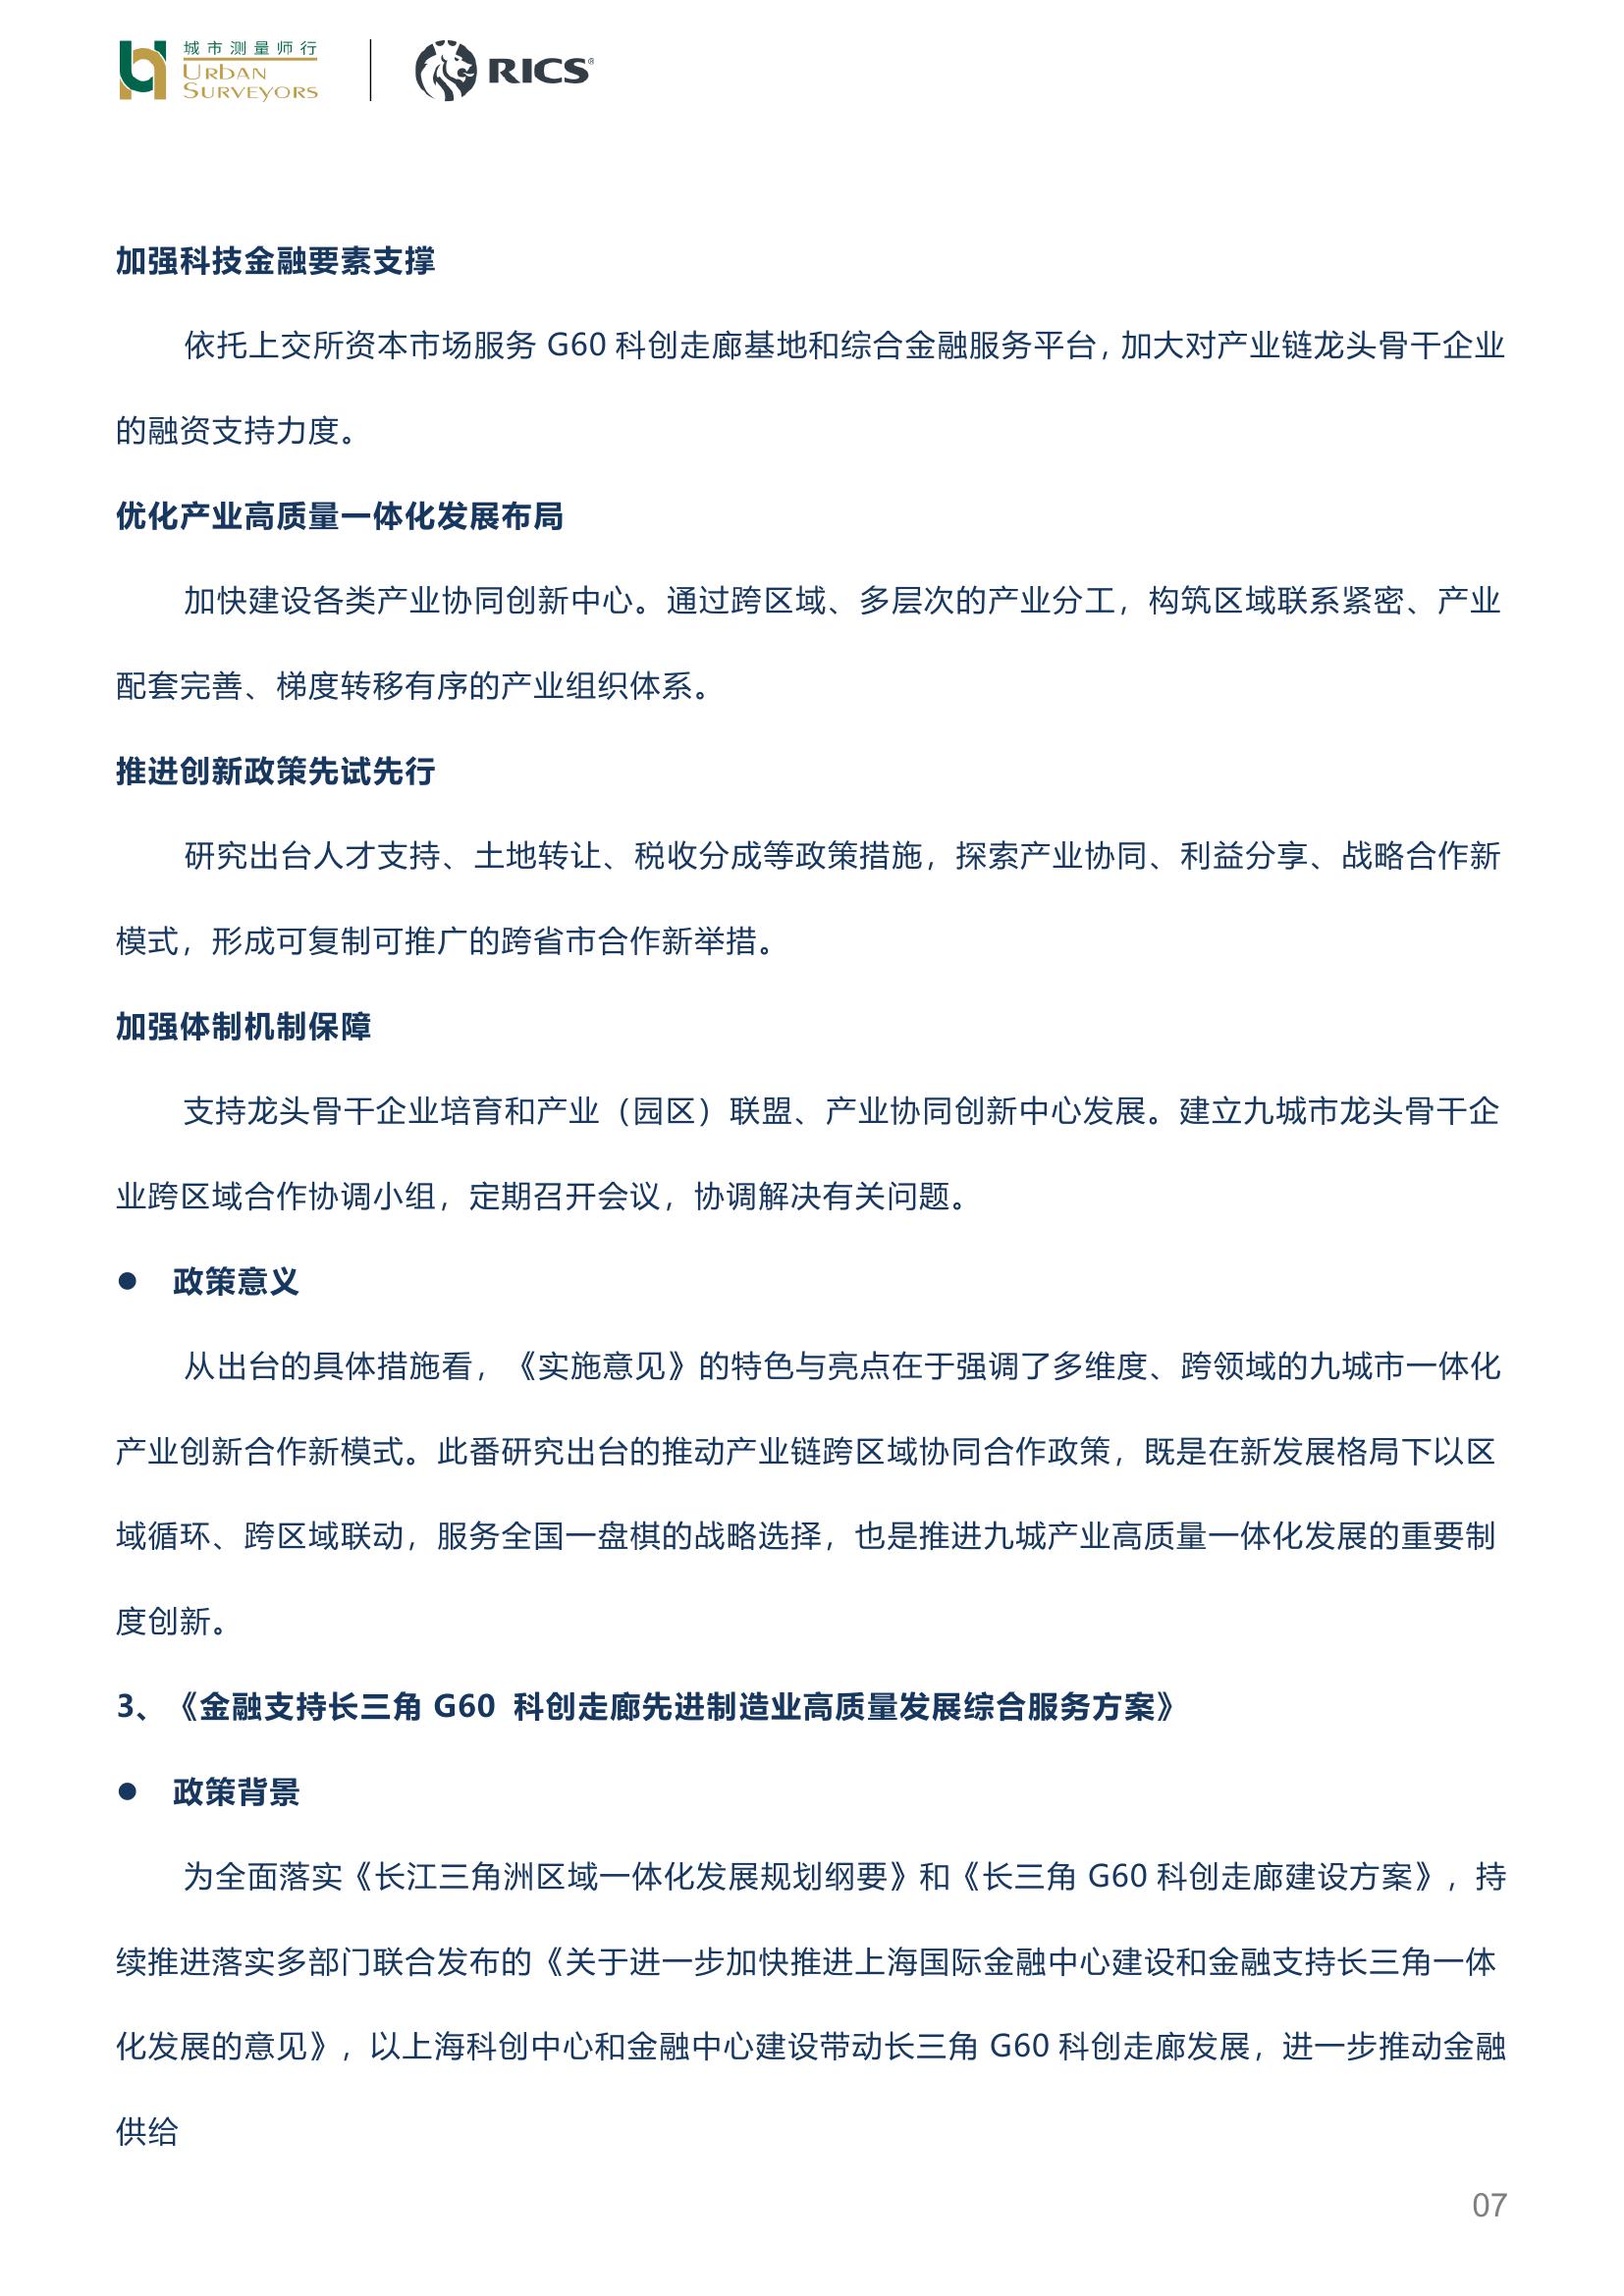 城市测量师行
URBAN
SURVEYORS
RICS®
加强科技金融要素支撑
依托上交所资本市场服务 G60 科创走廊基地和综合金融服务平台，加大对产业链龙头骨干企业
的融资支持力度。
优化产业高质量一体化发展布局
加快建设各类产业协同创新中心。通过跨区域、多层次的产业分工，构筑区域联系紧密、产业
配套完善、梯度转移有序的产业组织体系。
推进创新政策先试先行
研究出台人才支持、土地转让、税收分成等政策措施，探索产业协同、利益分享、战略合作新
模式，形成可复制可推广的跨省市合作新举措。
加强体制机制保障
支持龙头骨干企业培育和产业（园区）联盟、产业协同创新中心发展。建立九城市龙头骨干企
业跨区域合作协调小组，定期召开会议，协调解决有关问题。
● 政策意义
从出台的具体措施看，《实施意见》的特色与亮点在于强调了多维度、跨领域的九城市一体化
产业创新合作新模式。此番研究出台的推动产业链跨区域协同合作政策，既是在新发展格局下以区
域循环、跨区域联动，服务全国一盘棋的战略选择，也是推进九城产业高质量一体化发展的重要制
度创新。
3、《金融支持长三角 G60 科创走廊先进制造业高质量发展综合服务方案》
● 政策背景
为全面落实《长江三角洲区域一体化发展规划纲要》和《长三角 G60 科创走廊建设方案》，持
续推进落实多部门联合发布的《关于进一步加快推进上海国际金融中心建设和金融支持长三角一体
化发展的意见》，以上海科创中心和金融中心建设带动长三角 G60 科创走廊发展，进一步推动金融
供给
07